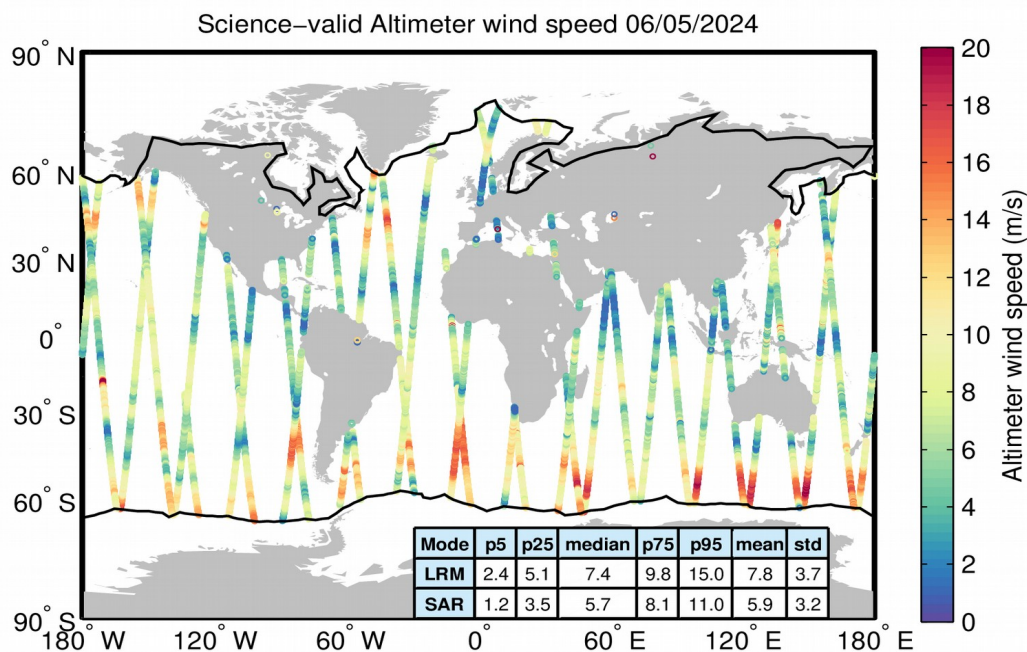 Science−valid Altimeter wind speed 06/05/2024
90° N
60° N
30° N
0°
30° S
60° S
90° S
180° W
120° W
60° W
0°
60° E
120° E
180° E
Mode p5 p25 median p75 p95 mean std
LRM 2.4 5.1 7.4 9.8 15.0 7.8 3.7
SAR 1.2 3.5 5.7 8.1 11.0 5.9 3.2
20
18
16
14
12
10
8
6
4
2
0
Altimeter wind speed (m/s)